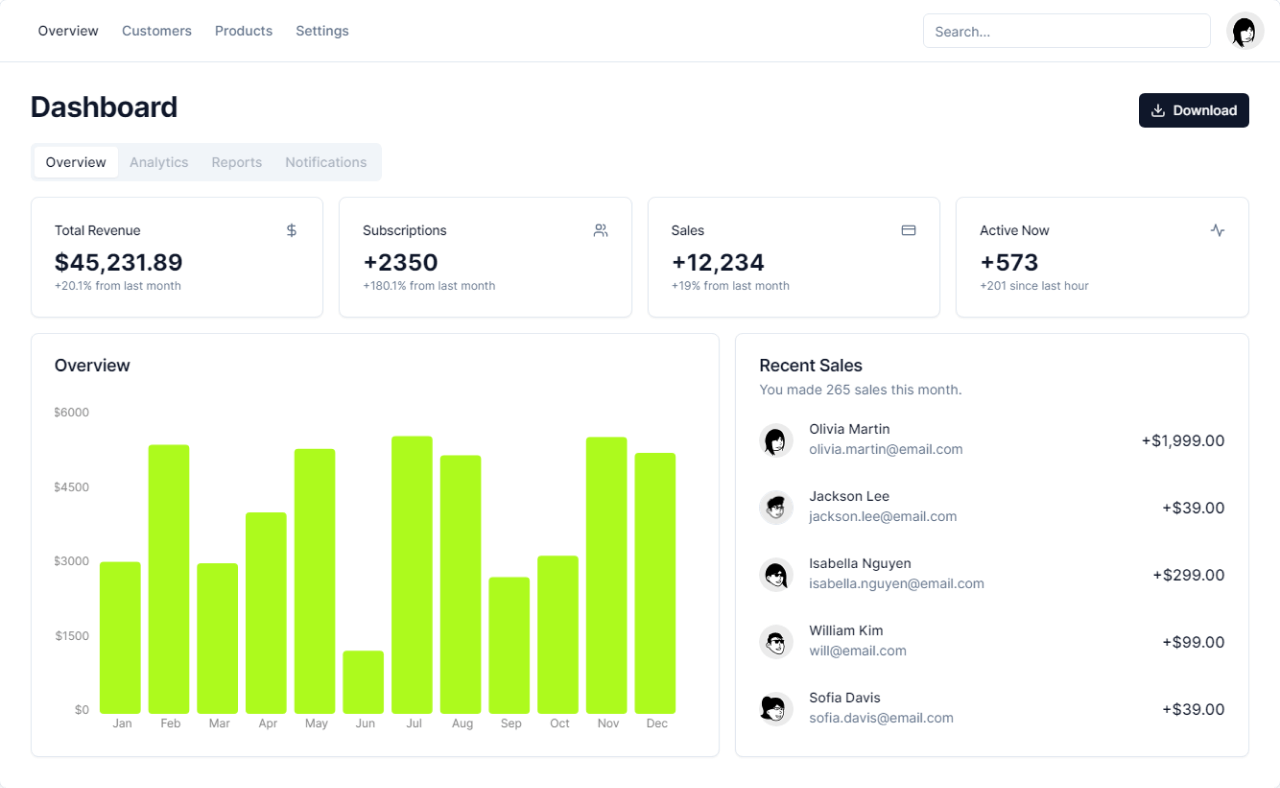 Overview Customers Products Settings
Search...
Dashboard
Download
Overview Analytics Reports Notifications
Total Revenue
$45,231.89
+20.1% from last month
Subscriptions
+2350
+180.1% from last month
Sales
+12,234
+19% from last month
Active Now
+573
+201 since last hour
Overview
$6000
$4500
$3000
$1500
$0
Jan Feb Mar Apr May Jun Jul Aug Sep Oct Nov Dec
Recent Sales
You made 265 sales this month.
Olivia Martin
olivia.martin@email.com
+$1,999.00
Jackson Lee
jackson.lee@email.com
+$39.00
Isabella Nguyen
isabella.nguyen@email.com
+$299.00
William Kim
will@email.com
+$99.00
Sofia Davis
sofia.davis@email.com
+$39.00